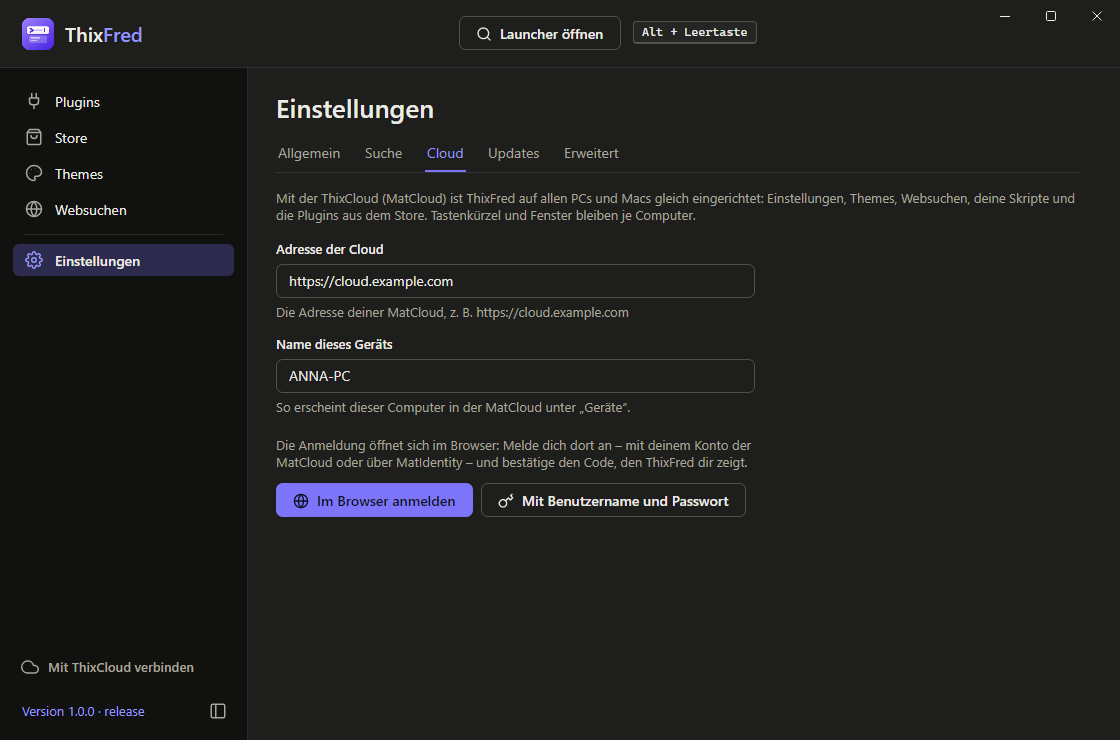 ThixFred
Launcher öffnen
Alt + Leertaste
Plugins
Store
Themes
Websuchen
Einstellungen
Einstellungen
Allgemein Suche Cloud Updates Erweitert
Mit der ThixCloud (MatCloud) ist ThixFred auf allen PCs und Macs gleich eingerichtet: Einstellungen, Themes, Websuchen, deine Skripte und
die Plugins aus dem Store. Tastenkürzel und Fenster bleiben je Computer.
Adresse der Cloud
https://cloud.example.com
Die Adresse deiner MatCloud, z. B. https://cloud.example.com
Name dieses Geräts
ANNA-PC
So erscheint dieser Computer in der MatCloud unter „Geräte“.
Die Anmeldung öffnet sich im Browser: Melde dich dort an – mit deinem Konto der
MatCloud oder über MatIdentity – und bestätige den Code, den ThixFred dir zeigt.
Im Browser anmelden
Mit Benutzername und Passwort
Mit ThixCloud verbinden
Version 1.0.0 · release